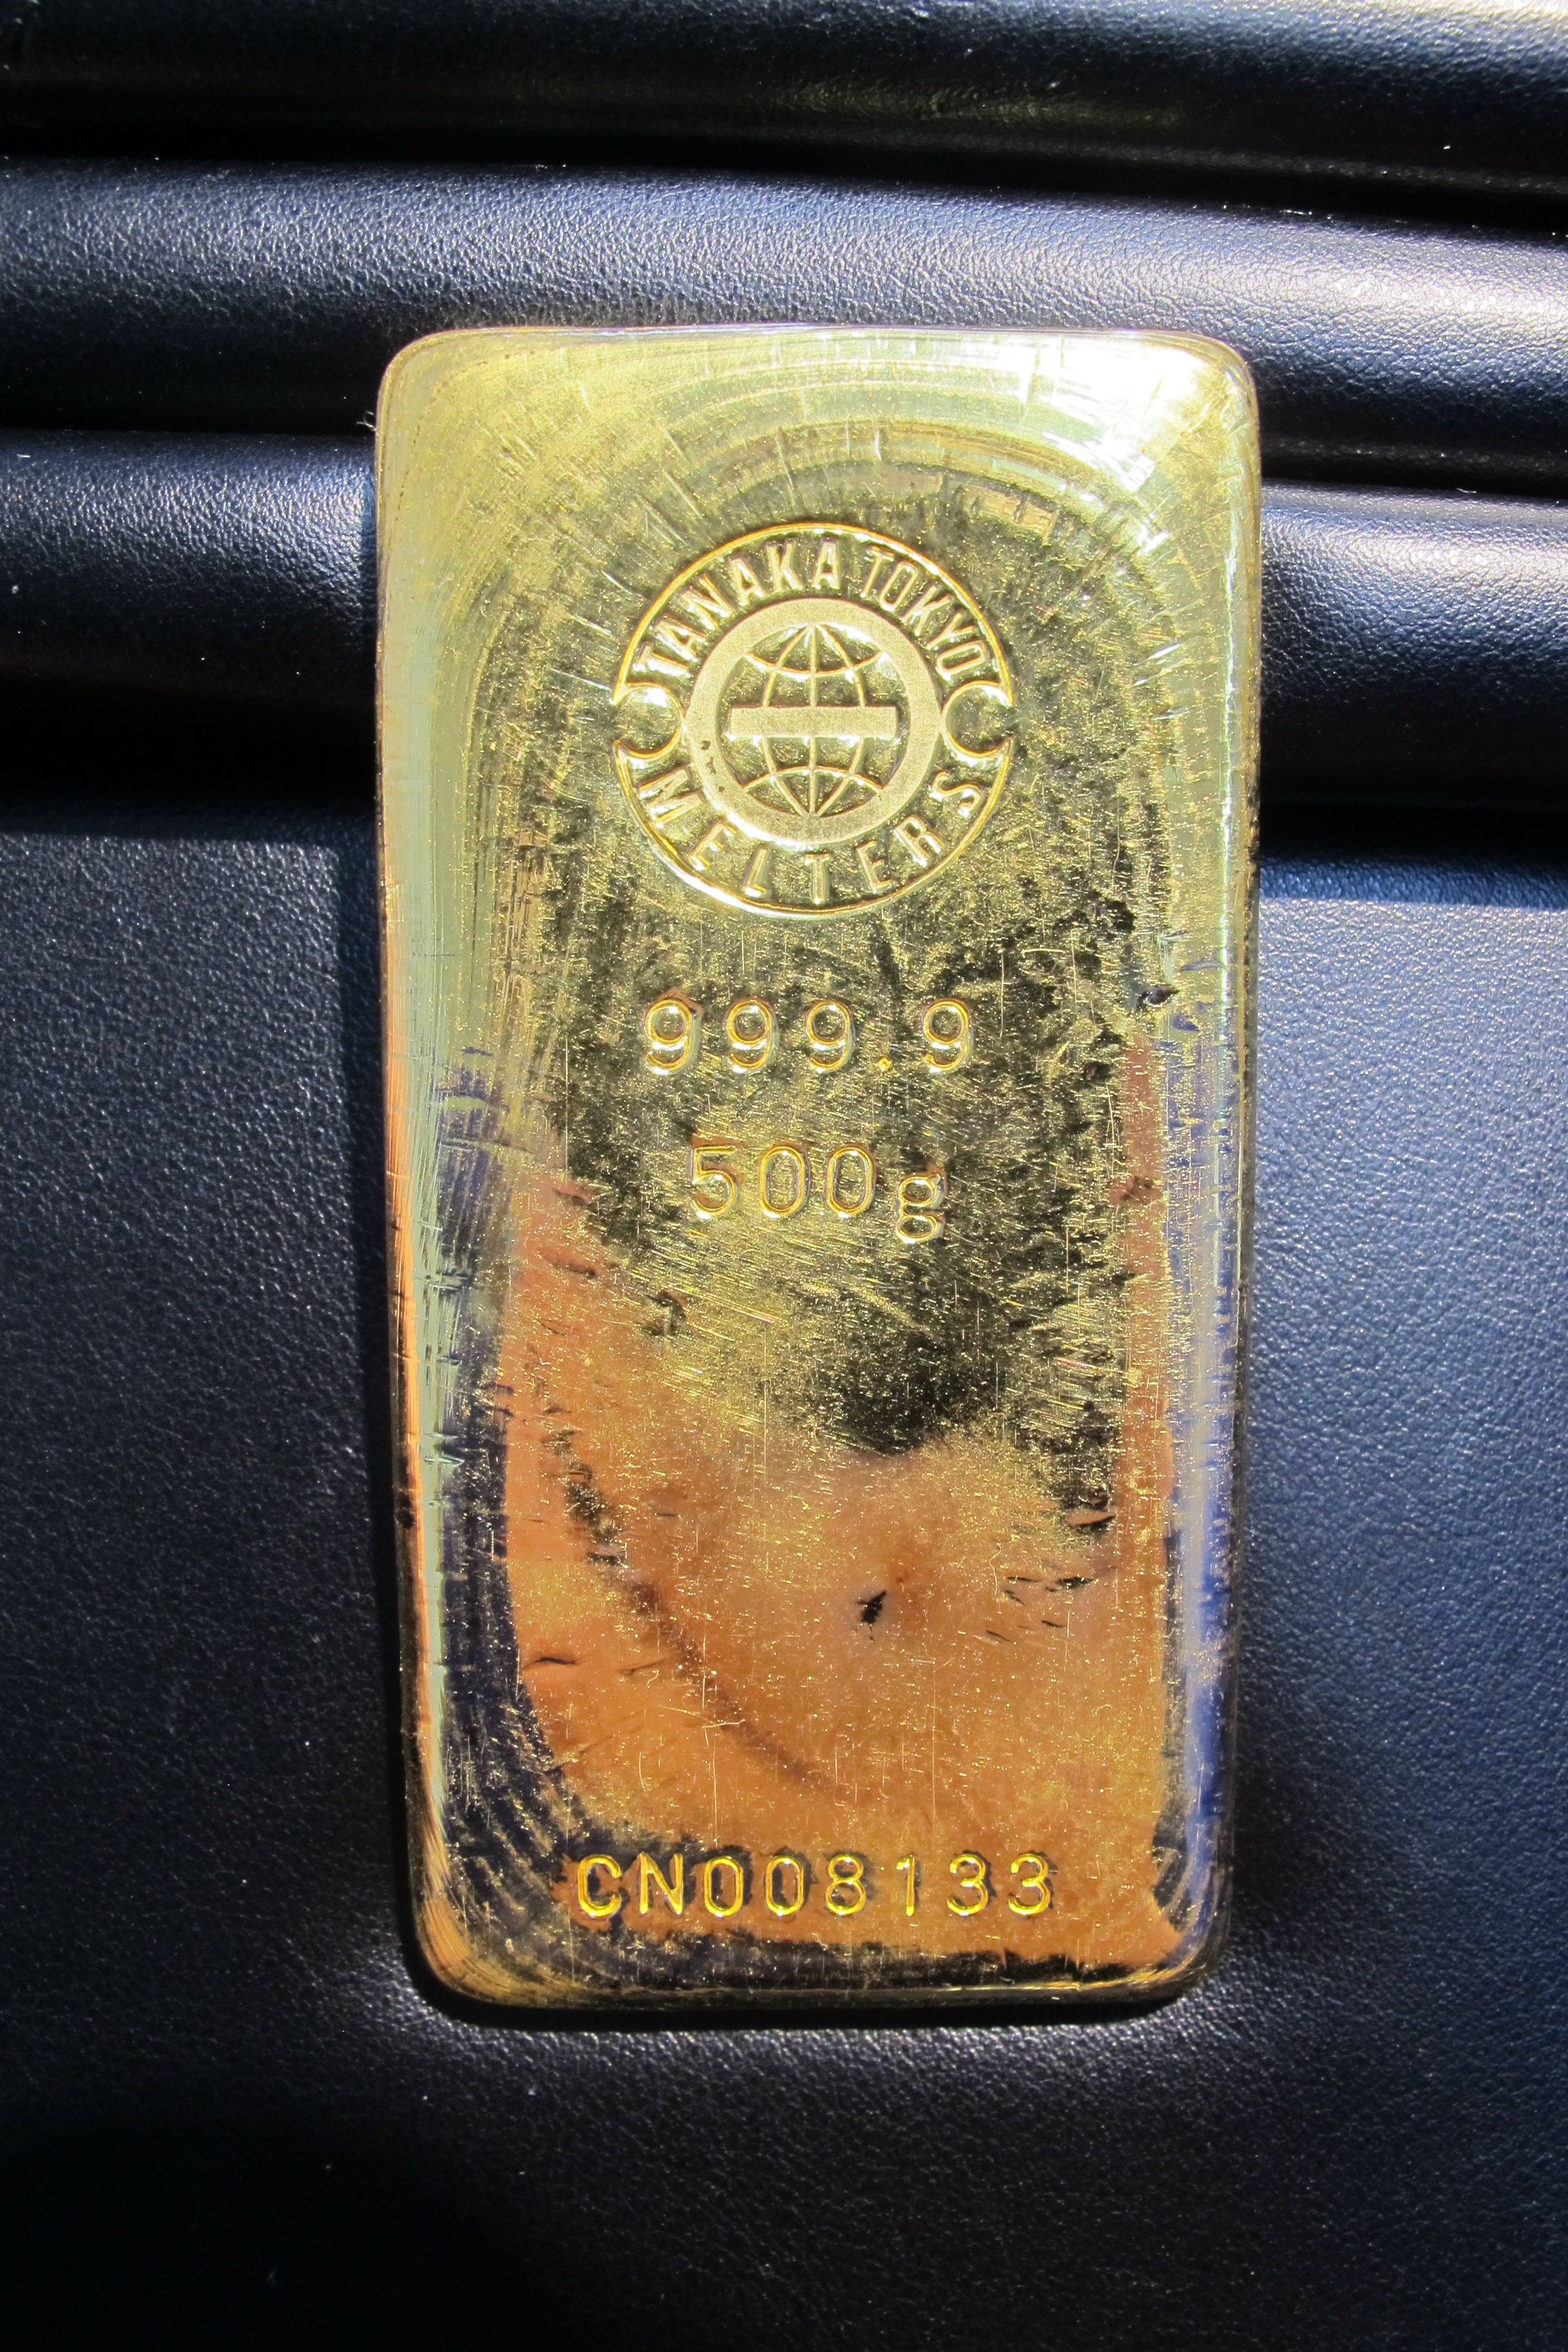 TANAKA TOKYO
MELTERS
999.9
500g
CN008133